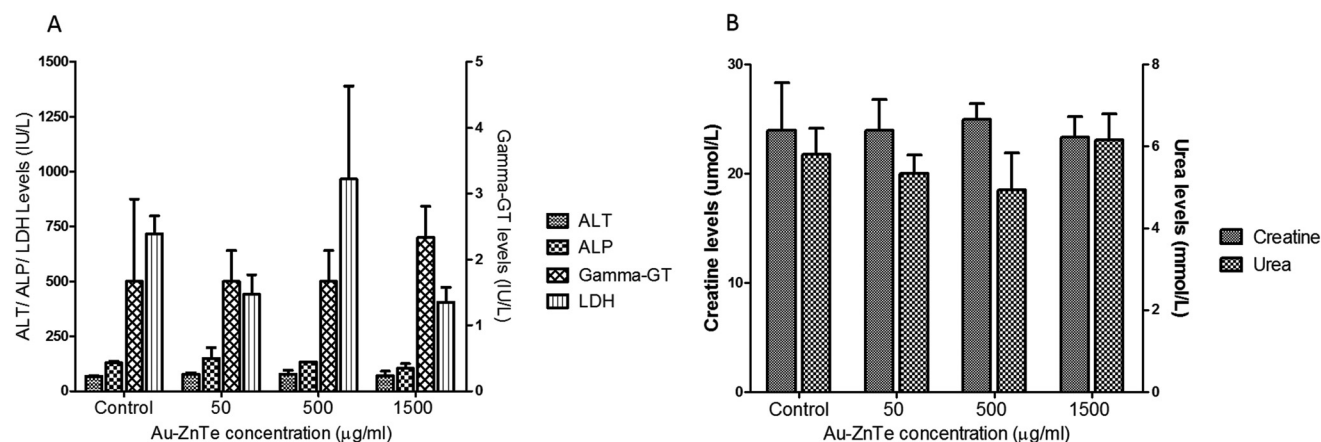 A
ALT/ ALP/ LDH Levels (IU/L)
1500
1250
1000
750
500
250
0
5
4
3
2
1
0
Gamma-GT
levels (IU/L)
Control 50 500 1500
Au-ZnTe concentration (μg/ml)
ALT
ALP
Gamma-GT
LDH
B
Creatine levels (umol/L)
30
20
10
0
8
6
4
2
0
Urea levels (mmol/L)
Control 50 500 1500
Au-ZnTe concentration (μg/ml)
Creatine
Urea